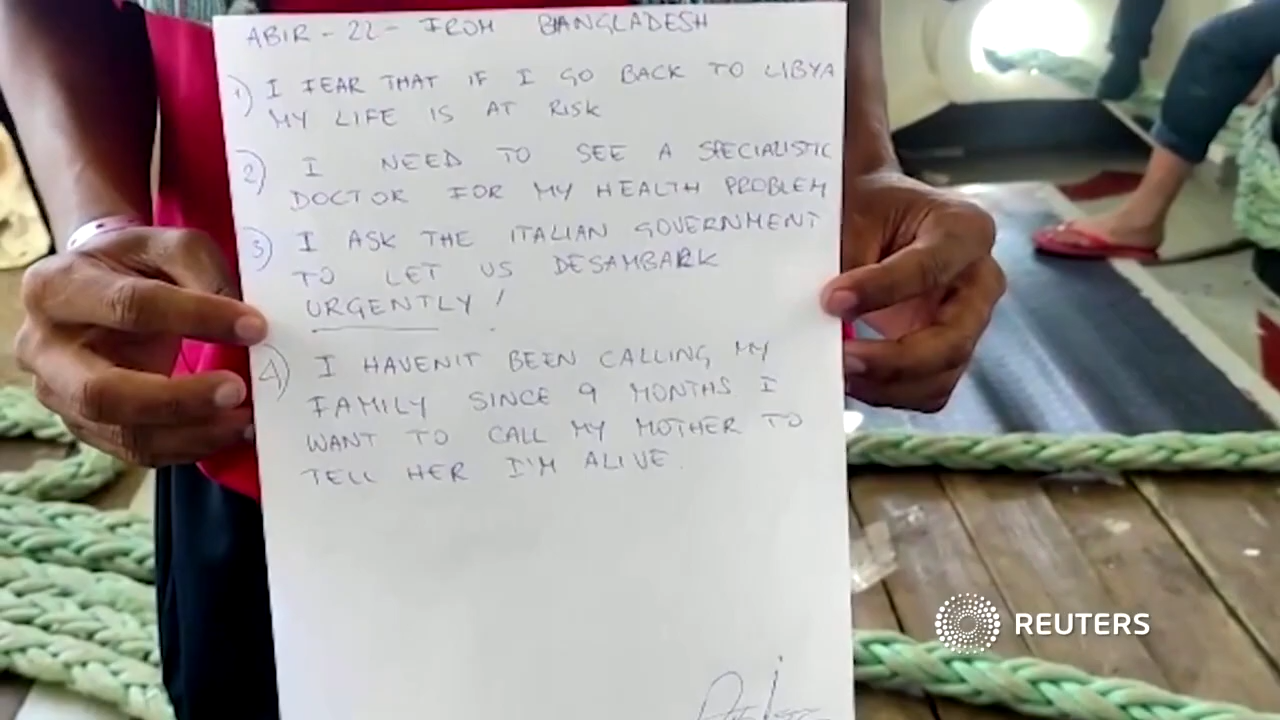 ABIR - 22 - FROM BANGLADESH
1) I FEAR THAT IF I GO BACK TO LIBYA
MY LIFE IS AT RISK
2) I NEED TO SEE A SPECIALISTIC
DOCTOR FOR MY HEALTH PROBLEM
3) I ASK THE ITALIAN GOVERNMENT
TO LET US DESAMBARK
URGENTLY!
4) I HAVEN'T BEEN CALLING MY
FAMILY SINCE 9 MONTHS I
WANT TO CALL MY MOTHER TO
TELL HER I'M ALIVE.
REUTERS